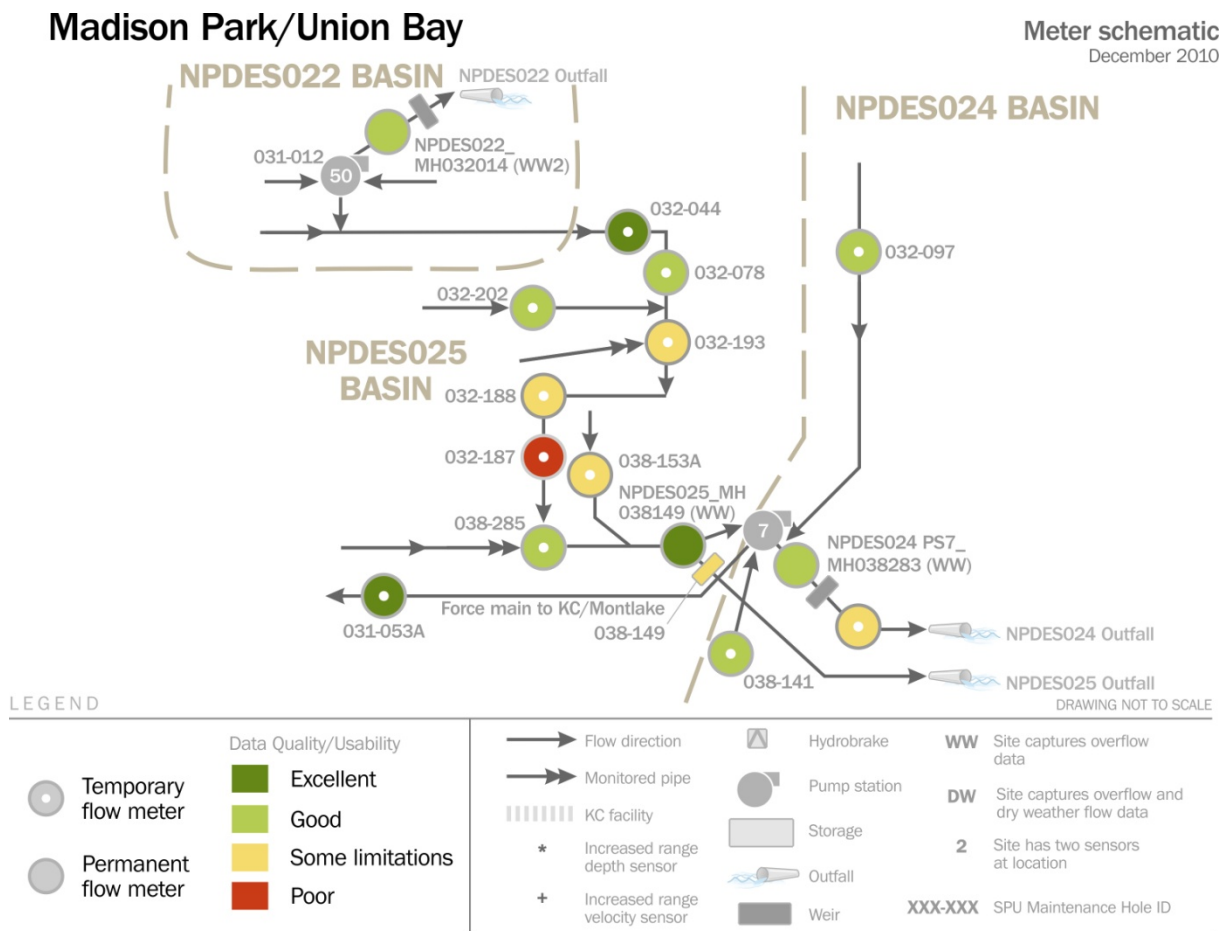 Madison Park/Union Bay
Meter schematic
December 2010
NPDES022 BASIN
NPDES022 Outfall
NPDES024 BASIN
031-012
NPDES022_
MH032014 (WW2)
50
032-044
032-097
032-078
032-202
032-193
NPDES025
BASIN
032-188
032-187
038-153A
NPDES025_MH
038149 (WW)
038-285
7
NPDES024 PS7_
MH038283 (WW)
031-053A
Force main to KC/Montlake
038-149
NPDES024 Outfall
038-141
NPDES025 Outfall
LEGEND
DRAWING NOT TO SCALE
Temporary
flow meter
Permanent
flow meter
Data Quality/Usability
Excellent
Good
Some limitations
Poor
Flow direction
Monitored pipe
KC facility
* Increased range
depth sensor
+ Increased range
velocity sensor
Hydrobrake
Pump station
Storage
Outfall
Weir
WW Site captures overflow
data
DW Site captures overflow and
dry weather flow data
2 Site has two sensors
at location
XXX-XXX SPU Maintenance Hole ID